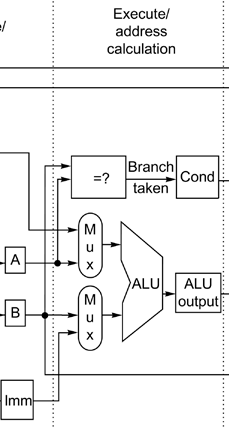 e/
Execute/
address
calculation
=?
Branch
taken
Cond
M
u
x
A
ALU
ALU
output
B
M
u
x
Imm